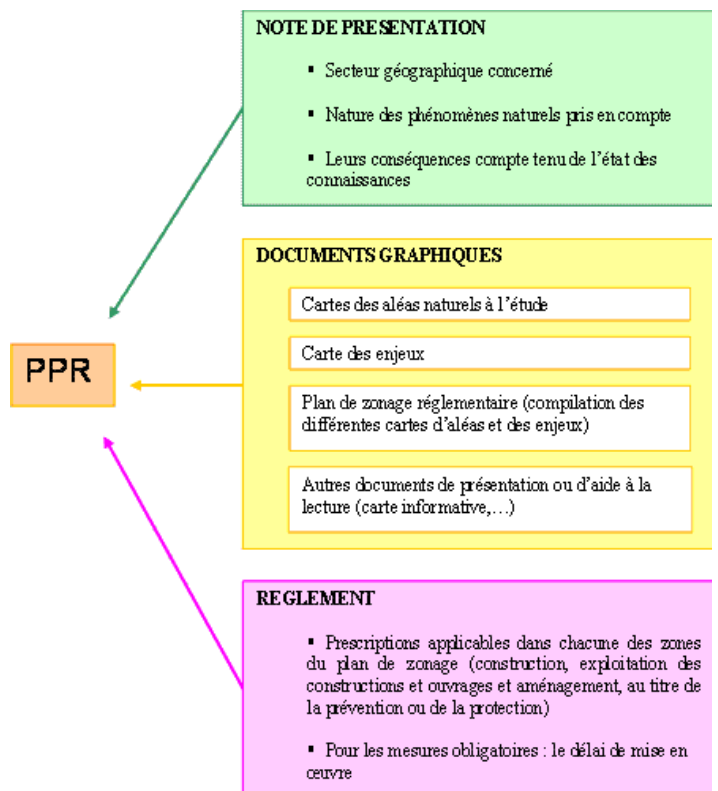 NOTE DE PRESENTATION
▪ Secteur géographique concerné
▪ Nature des phénomènes naturels pris en compte
▪ Leurs conséquences compte tenu de l'état des
connaissances
DOCUMENTS GRAPHIQUES
Cartes des aléas naturels à l'étude
Carte des enjeux
Plan de zonage réglementaire (compilation des
différentes cartes d'aléas et des enjeux)
Autres documents de présentation ou d'aide à la
lecture (carte informative,…)
PPR
REGLEMENT
▪ Prescriptions applicables dans chacune des zones
du plan de zonage (construction, exploitation des
constructions et ouvrages et aménagement, au titre de
la prévention ou de la protection)
▪ Pour les mesures obligatoires : le délai de mise en
œuvre